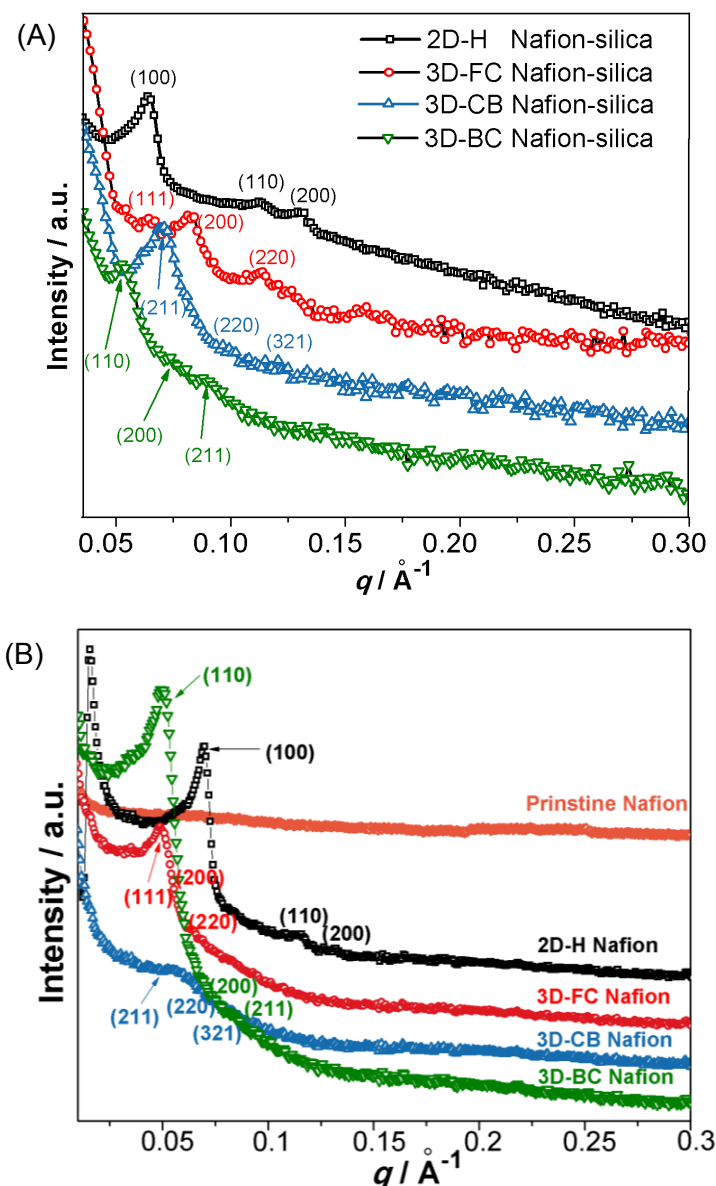 (A)
2D-H Nafion-silica
3D-FC Nafion-silica
3D-CB Nafion-silica
3D-BC Nafion-silica
(100)
(110)
(200)
(111)
(200)
(220)
(211)
(220)
(321)
(110)
(200)
(211)
Intensity / a.u.
0.05 0.10 0.15 0.20 0.25 0.30
q / Å-1
(B)
(110)
(100)
Prinstine Nafion
(111)
(200)
(220)
(110)
(200)
2D-H Nafion
3D-FC Nafion
(200)
(211)
(220)
(211)
(321)
3D-CB Nafion
3D-BC Nafion
Intensity / a.u.
0.05 0.1 0.15 0.2 0.25 0.3
q / Å-1